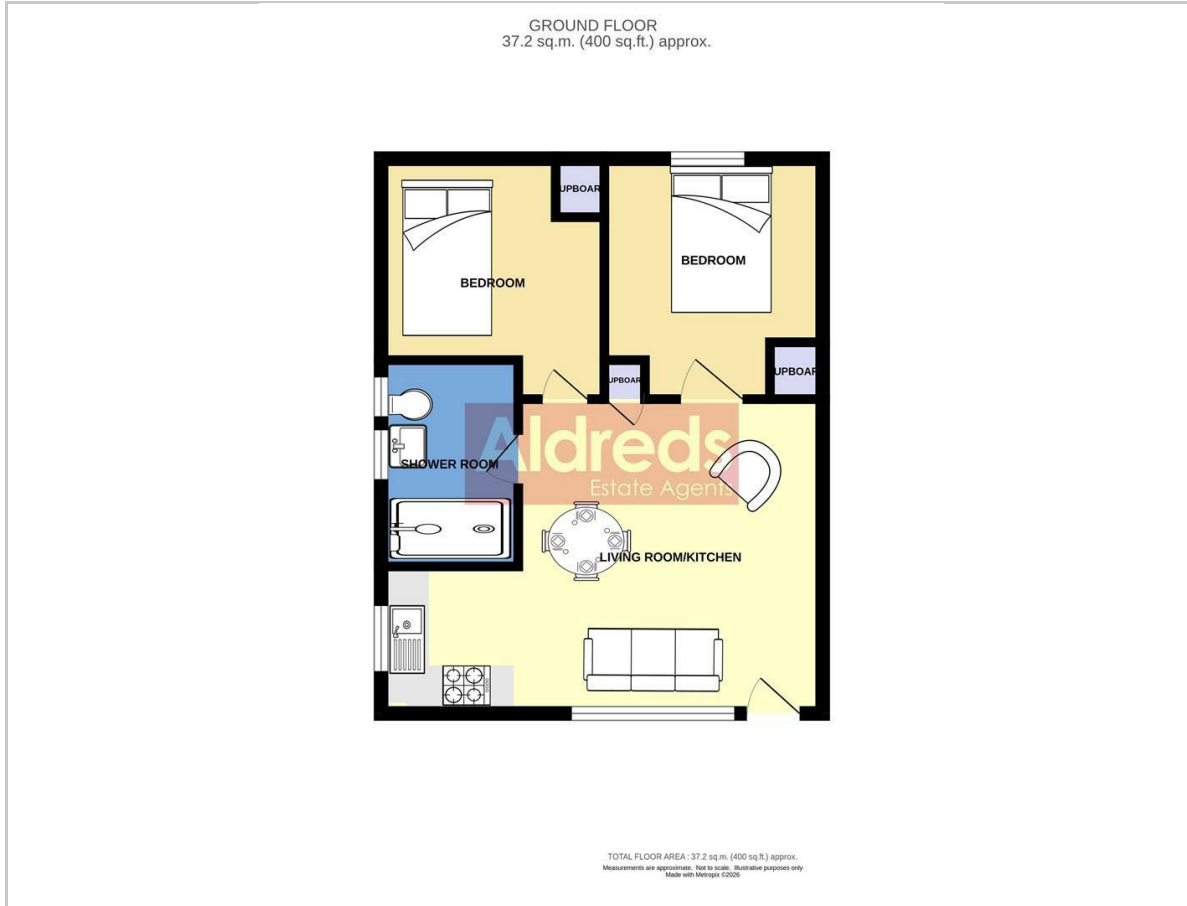 GROUND FLOOR
37.2 sq.m. (400 sq.ft.) approx.
UPBOAR
BEDROOM
BEDROOM
UPBOAR
UPBOAR
Aldreds
Estate Agents
SHOWER ROOM
LIVING ROOM/KITCHEN
TOTAL FLOOR AREA : 37.2 sq.m. (400 sq.ft.) approx.
Measurements are approximate. Not to scale. Illustrative purposes only
Made with Metropix ©2026